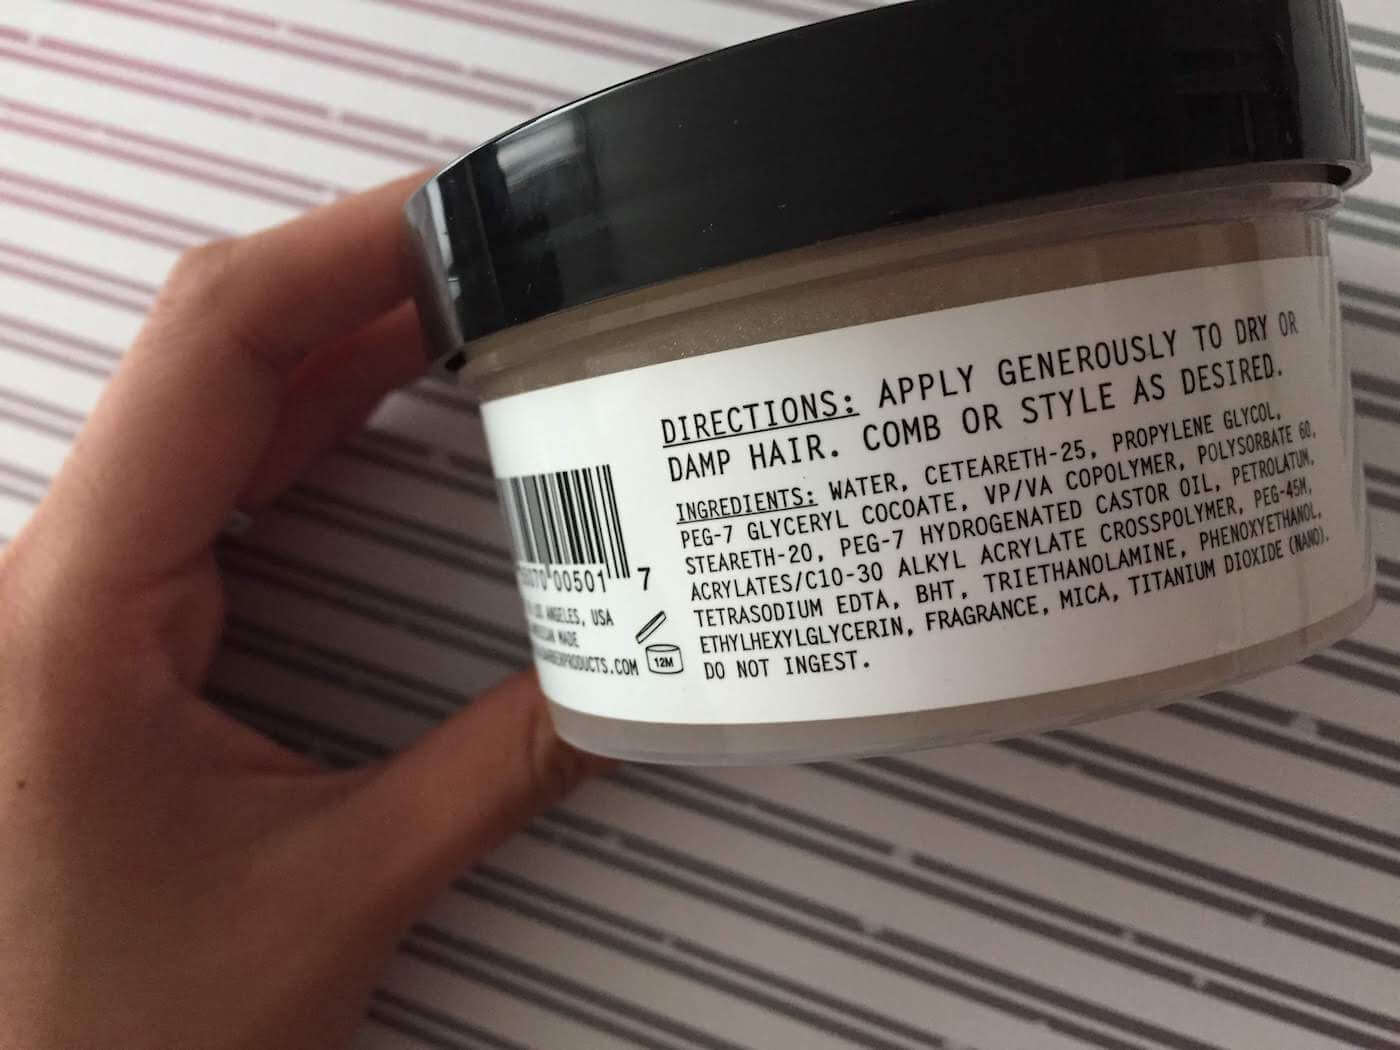 DIRECTIONS: APPLY GENEROUSLY TO DRY OR
DAMP HAIR. COMB OR STYLE AS DESIRED.
INGREDIENTS: WATER, CETEARETH-25, PROPYLENE GLYCOL,
PEG-7 GLYCERYL COCOATE, VP/VA COPOLYMER, POLYSORBATE 60,
STEARETH-20, PEG-7 HYDROGENATED CASTOR OIL, PETROLATUM,
ACRYLATES/C10-30 ALKYL ACRYLATE CROSSPOLYMER, PEG-45M,
TETRASODIUM EDTA, BHT, TRIETHANOLAMINE, PHENOXYETHANOL,
ETHYLHEXYLGLYCERIN, FRAGRANCE, MICA, TITANIUM DIOXIDE (NANO).
DO NOT INGEST.
00501 7
ANGELES, USA
MADE
12M